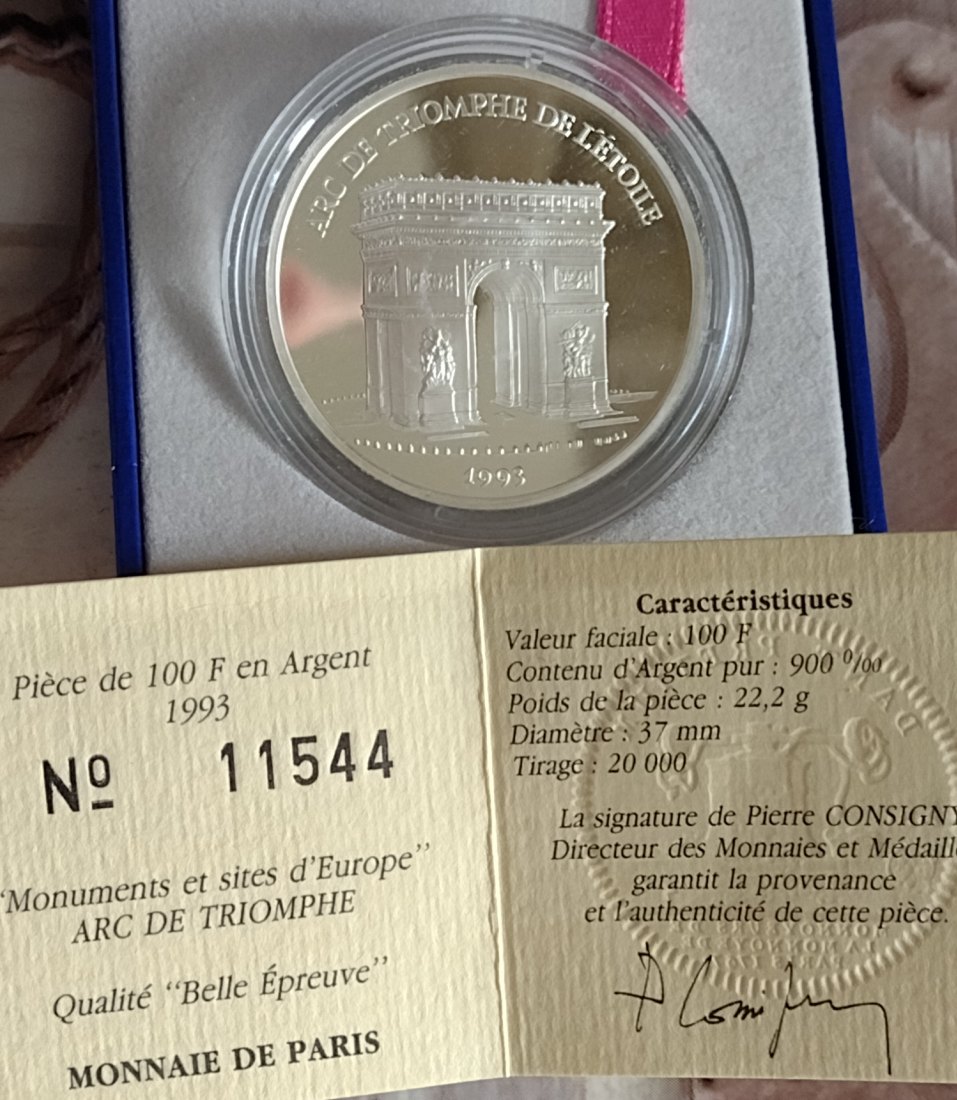 ARC DE TRIOMPHE DE L'ÉTOILE
1993
Pièce de 100 F en Argent
1993
Nº 11544
"Monuments et sites d'Europe"
ARC DE TRIOMPHE
Qualité "Belle Épreuve"
MONNAIE DE PARIS
Caractéristiques
Valeur faciale : 100 F
Contenu d'Argent pur : 900 ‰
Poids de la pièce : 22,2 g
Diamètre : 37 mm
Tirage : 20 000
La signature de Pierre CONSIGNY
Directeur des Monnaies et Médaill
garantit la provenance
et l'authenticité de cette pièce.